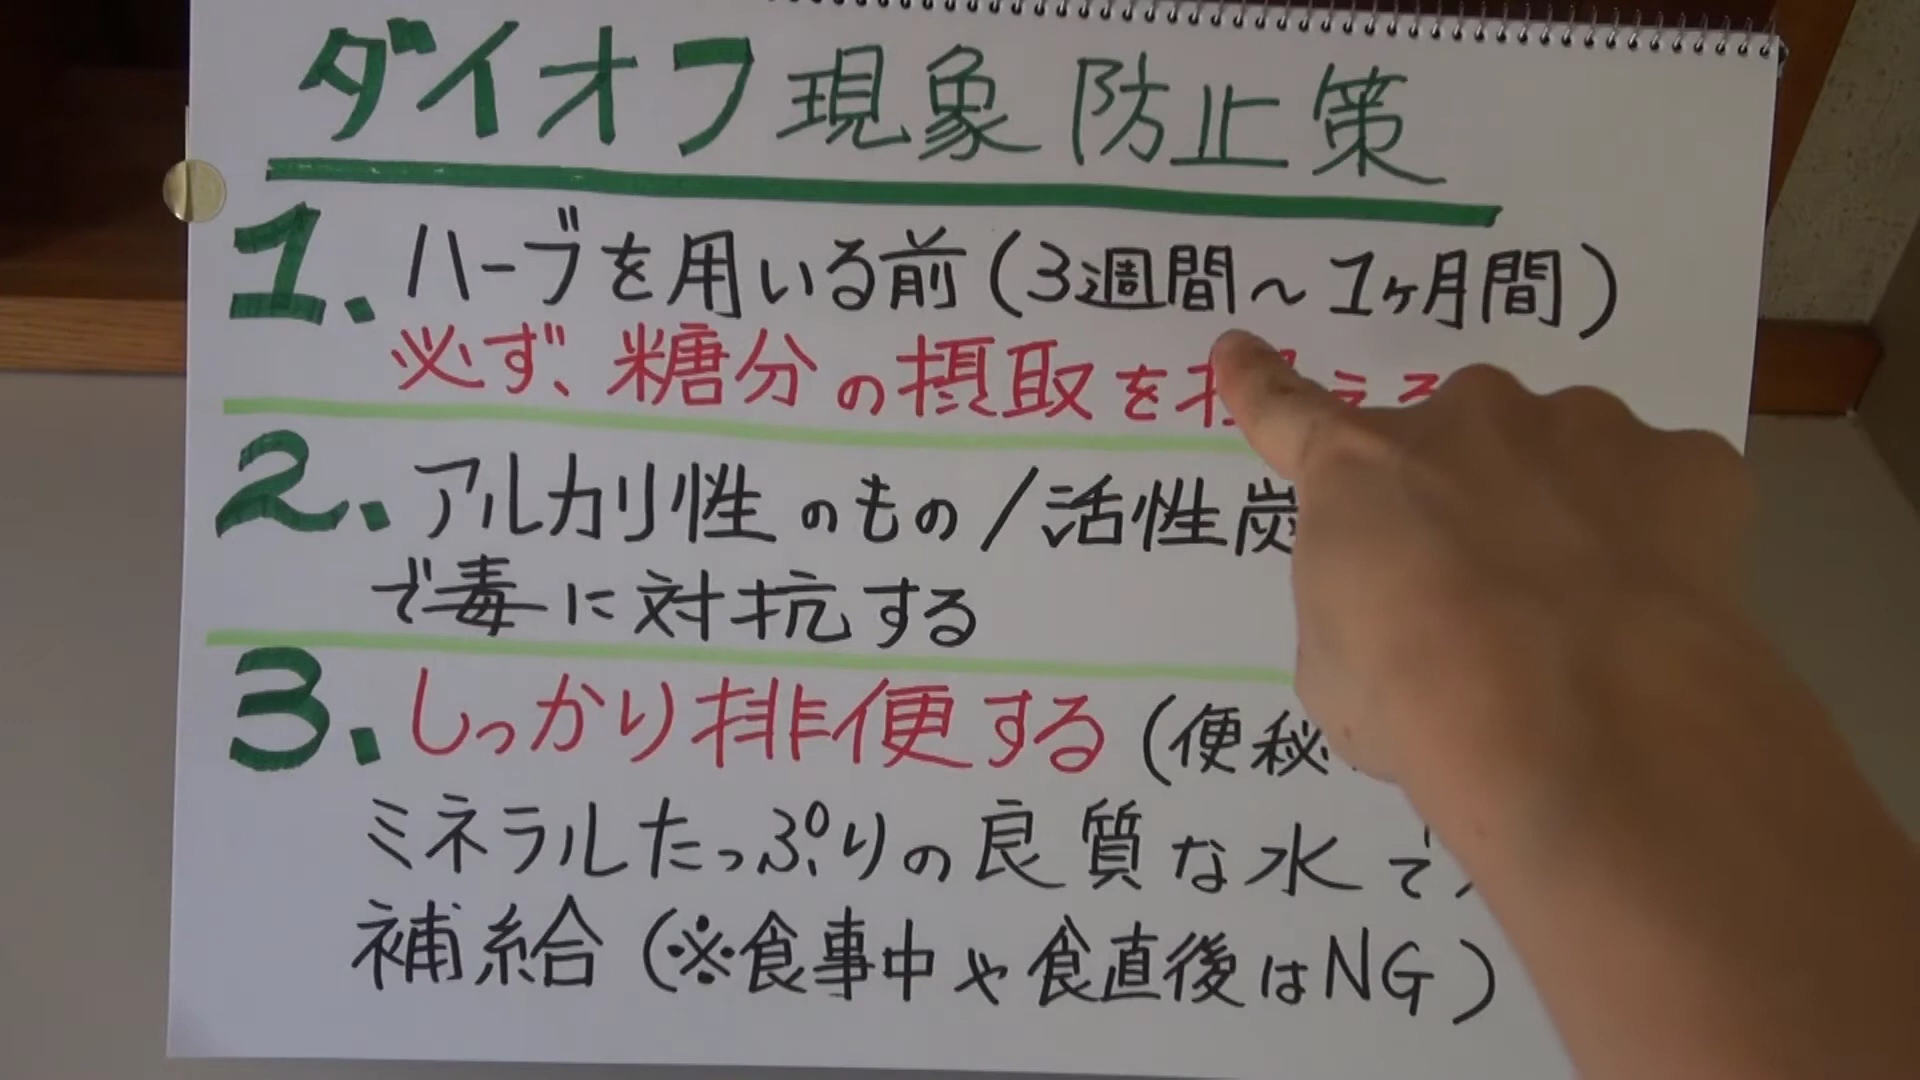 ダイオフ現象防止策
1. ハーブを用いる前(3週間〜1ヶ月間)
必ず、糖分の摂取を
2. アルカリ性のもの/活性炭
で毒に対抗する
3. しっかり排便する(便秘
ミネラルたっぷりの良質な水で
補給(※食事中や食直後はNG)